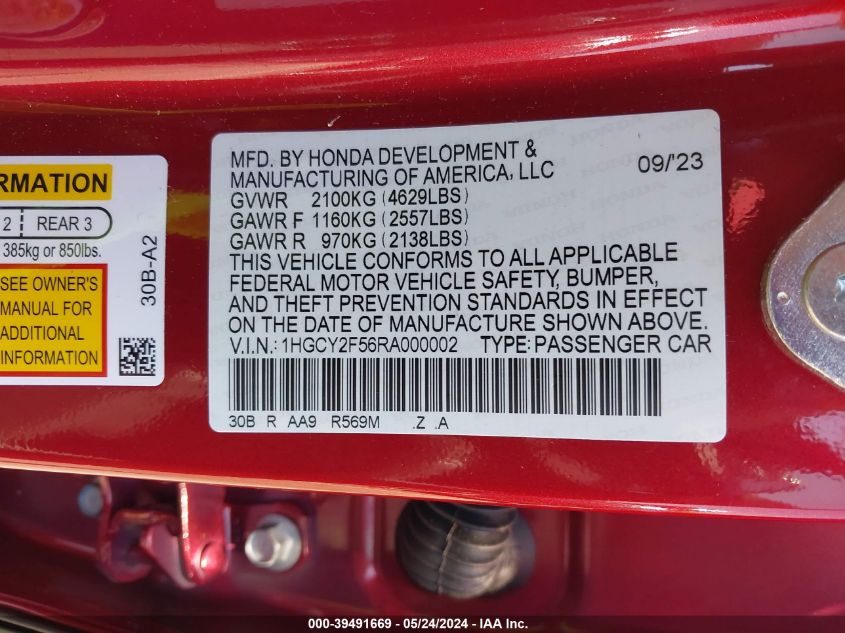 RMATION
2 REAR 3
385kg or 850lbs.
SEE OWNER'S
MANUAL FOR
ADDITIONAL
INFORMATION
30B-A2
MFD. BY HONDA DEVELOPMENT &
MANUFACTURING OF AMERICA, LLC 09/'23
GVWR 2100KG (4629LBS)
GAWR F 1160KG (2557LBS)
GAWR R 970KG (2138LBS)
THIS VEHICLE CONFORMS TO ALL APPLICABLE
FEDERAL MOTOR VEHICLE SAFETY, BUMPER,
AND THEFT PREVENTION STANDARDS IN EFFECT
ON THE DATE OF MANUFACTURE SHOWN ABOVE.
V.I.N.: 1HGCY2F56RA000002 TYPE: PASSENGER CAR
30B R AA9 R569M .Z .A
000-39491669 - 05/24/2024 - IAA Inc.